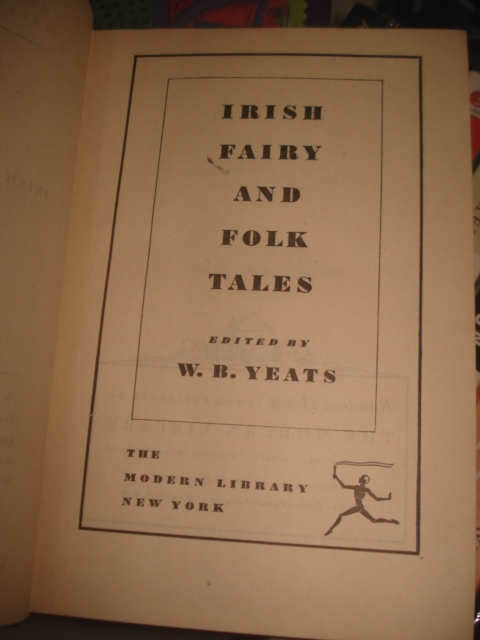 IRISH
FAIRY
AND
FOLK
TALES
EDITED BY
W. B. YEATS
THE
MODERN LIBRARY
NEW YORK